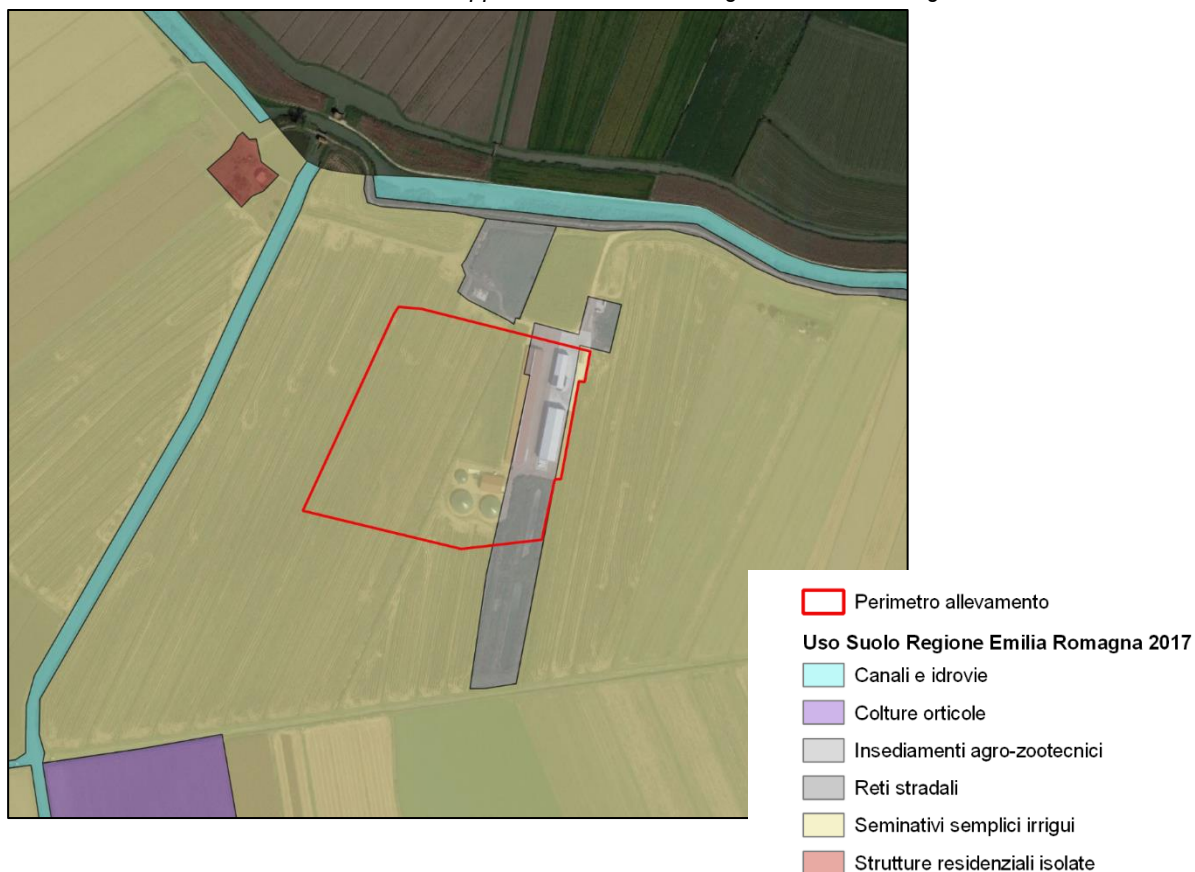 Perimetro allevamento
Uso Suolo Regione Emilia Romagna 2017
Canali e idrovie
Colture orticole
Insediamenti agro-zootecnici
Reti stradali
Seminativi semplici irrigui
Strutture residenziali isolate